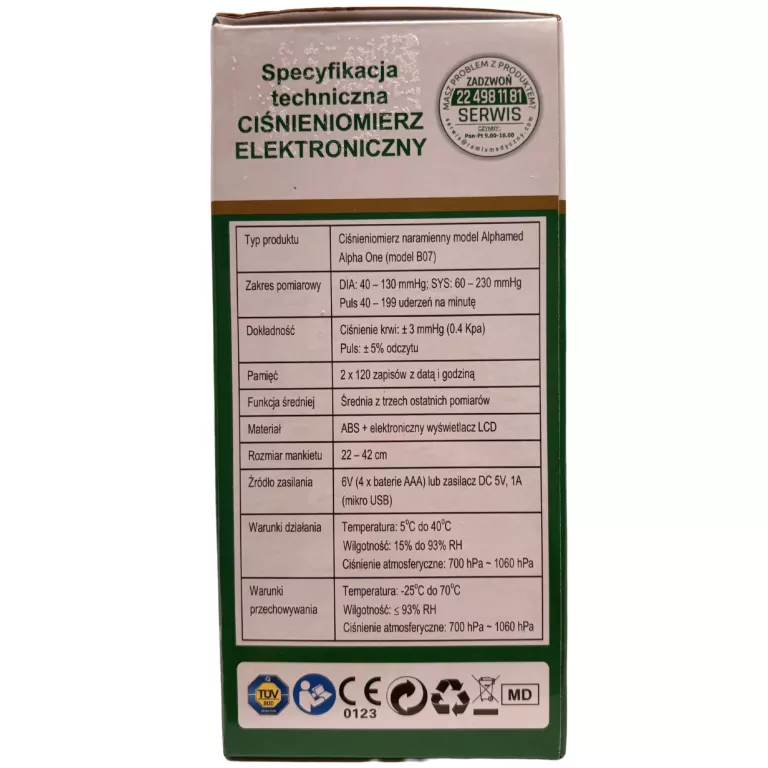 Specyfikacja
techniczna
CIŚNIENIOMIERZ
ELEKTRONICZNY
MASZ PROBLEM Z PRODUKTEM?
ZADZWOŃ
22 498 11 81
SERWIS
CZYNNY:
Pon-Pt 9.00-16.00
serwis@remixmedyczny.com
Typ produktu
Ciśnieniomierz naramienny model Alphamed
Alpha One (model B07)
Zakres pomiarowy
DIA: 40 – 130 mmHg; SYS: 60 – 230 mmHg
Puls 40 – 199 uderzeń na minutę
Dokładność
Ciśnienie krwi: ± 3 mmHg (0.4 Kpa)
Puls: ± 5% odczytu
Pamięć
2 x 120 zapisów z datą i godziną
Funkcja średniej
Średnia z trzech ostatnich pomiarów
Materiał
ABS + elektroniczny wyświetlacz LCD
Rozmiar mankietu
22 – 42 cm
Źródło zasilania
6V (4 x baterie AAA) lub zasilacz DC 5V, 1A
(mikro USB)
Warunki działania
Temperatura: 5°C do 40°C
Wilgotność: 15% do 93% RH
Ciśnienie atmosferyczne: 700 hPa ~ 1060 hPa
Warunki
przechowywania
Temperatura: -25°C do 70°C
Wilgotność: ≤ 93% RH
Ciśnienie atmosferyczne: 700 hPa ~ 1060 hPa
TÜV
SÜD
CE
0123
MD